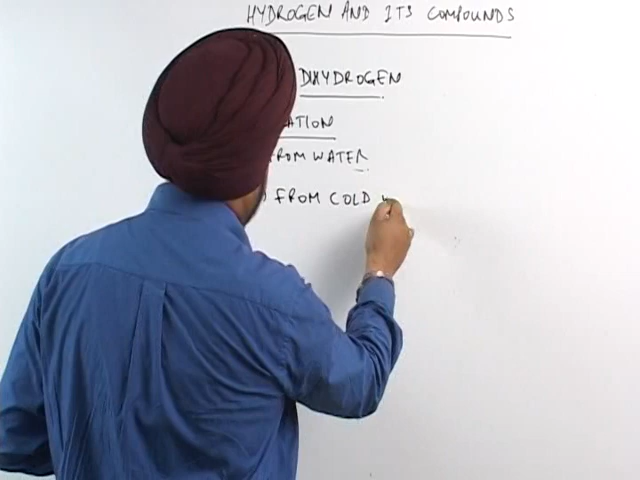 HYDROGEN AND ITS COMPOUNDS
DIHYDROGEN
ATION
ROM WATER
) FROM COLD